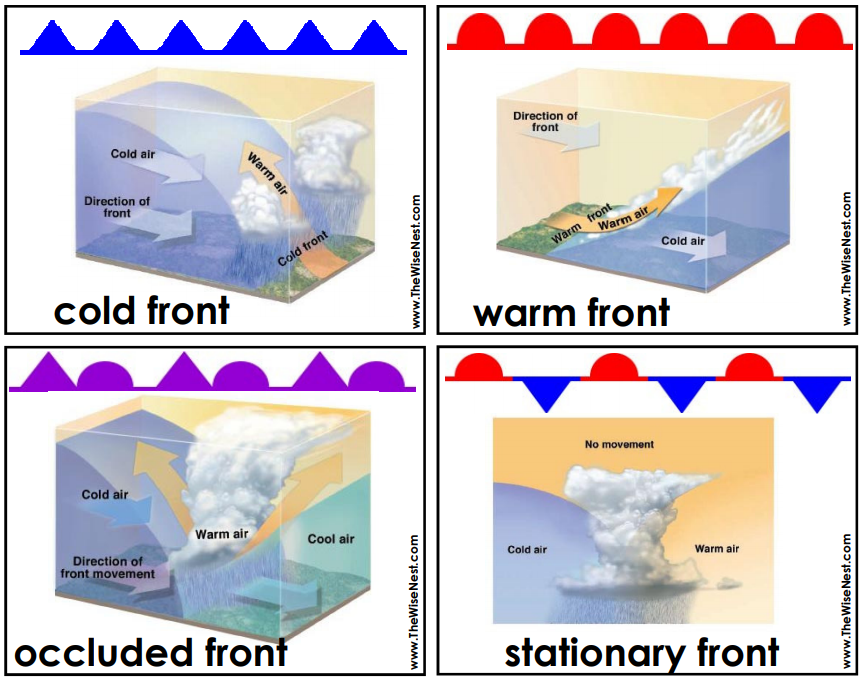 Cold air
Warm air
Direction of
front
Cold front
cold front
www.TheWiseNest.com
Direction of
front
Warm front
Warm air
Cold air
warm front
www.TheWiseNest.com
Cold air
Warm air
Cool air
Direction of
front movement
occluded front
www.TheWiseNest.com
No movement
Cold air
Warm air
stationary front
www.TheWiseNest.com